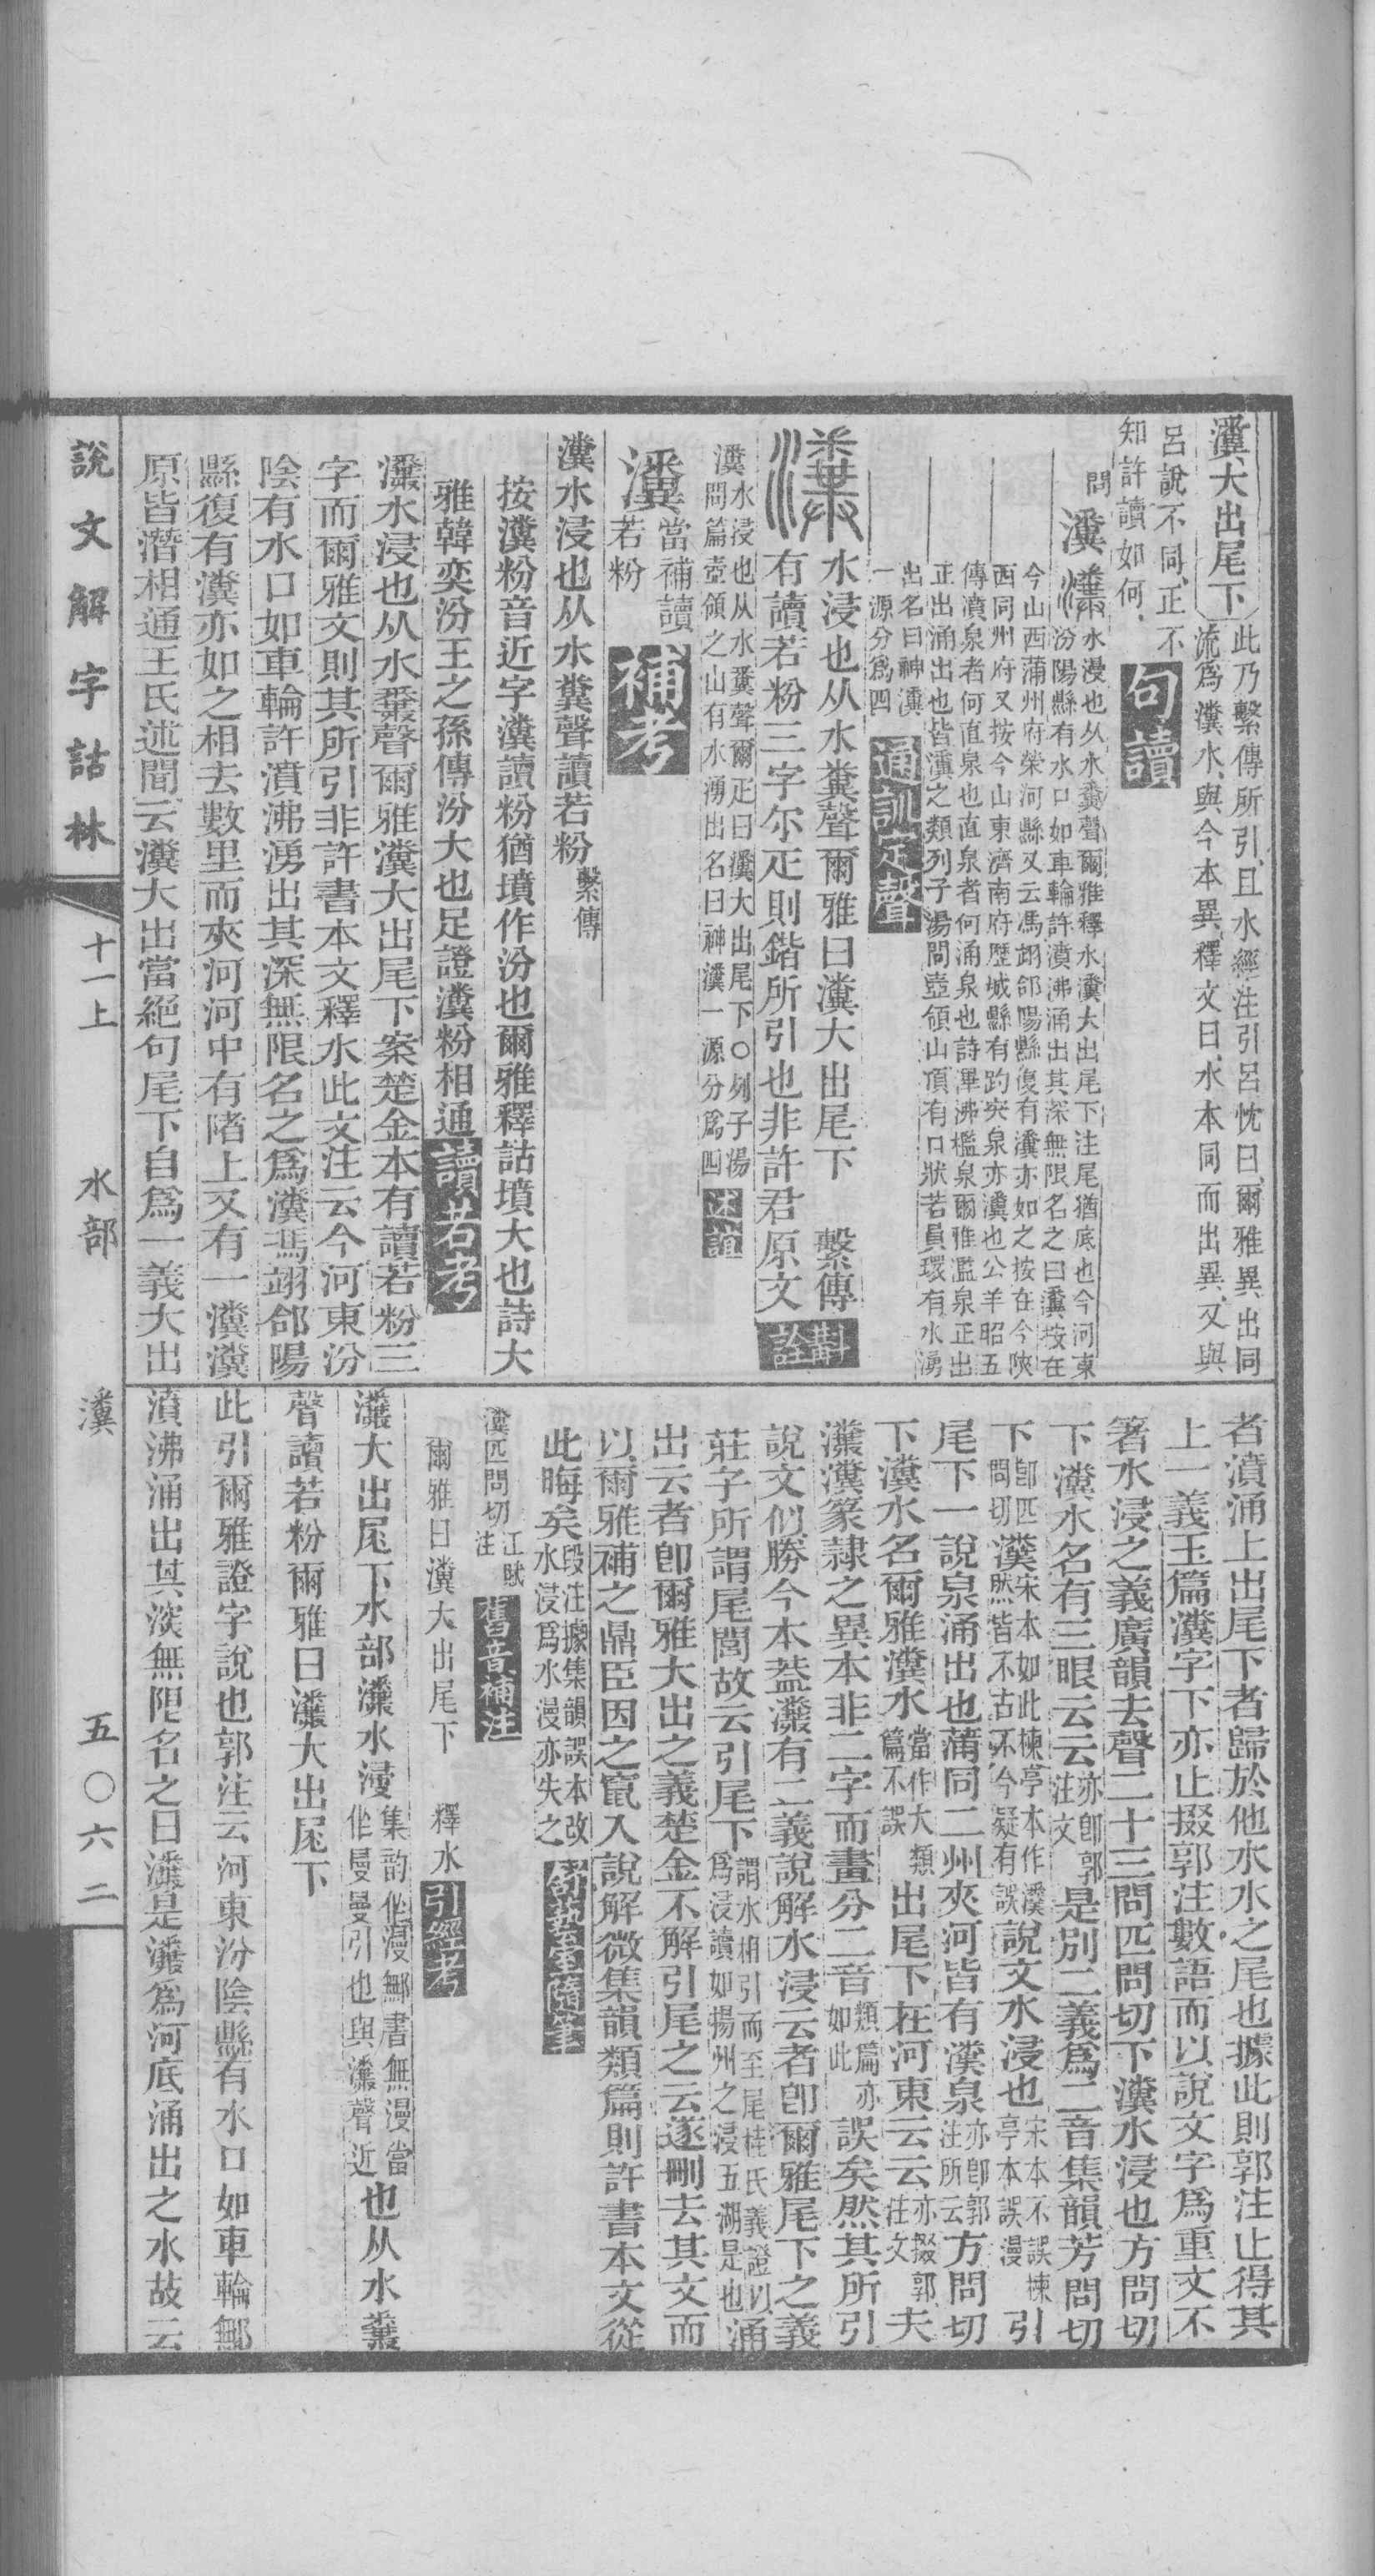 瀵大出尾下此乃繫傳所引且水經注引呂忱曰爾雅異出同
流爲瀵水與今本異釋文曰水本同而出異又與
呂說不同正不
知許讀如何句讀
問瀵水漫也从水糞聲爾雅釋水瀵大出尾下注尾猶底也今河東
汾陽縣有水口如車輪許濆沸涌出其深無限名之曰瀵按在
今山西蒲州府榮河縣又云馮翊郃陽縣復有瀵亦如之按在今陝
西同州府又按今山東濟南府歷城縣有趵突泉亦瀵也公羊昭五
傳濆泉者何直泉也直泉者何涌泉也詩畢沸檻泉爾雅濫泉正出
正出涌出也皆瀵之類列子湯問壺領山頂有口狀若員環有水湧
出名曰神瀵
一源分爲四通訓定聲
水浸也从水糞聲爾雅曰瀵大出尾下 繫傳
有讀若粉三字尒疋則鍇所引也非許君原文斠詮
瀵水浸也从水糞聲爾疋曰瀵大出尾下○列子湯
問篇壺領之山有水湧出名曰神瀵一源分爲四述誼
瀵當補讀
若粉補考
瀵水浸也从水糞聲讀若粉繫傳
按瀵粉音近字瀵讀粉猶墳作汾也爾雅釋詁墳大也詩大
雅韓奕汾王之孫傳汾大也足證瀵粉相通讀若考
瀵水浸也从水糞聲爾雅瀵大出尾下案楚金本有讀若粉三
字而爾雅文則其所引非許書本文釋水此文注云今河東汾
陰有水口如車輪許濆沸湧出其深無限名之爲瀵馮翊郃陽
縣復有瀵亦如之相去數里而夾河河中有陼上又有一瀵瀵
原皆潛相通王氏述聞云瀵大出當絕句尾下自爲一義大出
者濆涌上出尾下者歸於他水水之尾也據此則郭注止得其
上一義玉篇瀵字下亦止掇郭注數語而以說文字爲重文不
箸水浸之義廣韻去聲二十三問匹問切下瀵水浸也方問切
下瀵水名有三眼云云亦卽郭注文是別二義爲二音集韻芳問切
下卽匹問切瀵宋本如此楝亭本作瀵然皆不古不今疑有誤說文水浸也宋本不誤楝亭本誤漫引
尾下一說泉涌出也蒲同二州夾河皆有瀵泉亦卽郭注所云方問切
下瀵水名爾雅瀵水當作大類篇不誤出尾下在河東云云亦掇郭注文夫
瀵瀵篆隸之異本非二字而畫分二音類篇亦如此誤矣然其所引
說文們勝今本葢瀵有二義說解水浸云者卽爾雅尾下之義
莊子所謂尾閭故云引尾下謂水相引而至尾桂氏義證以爲浸讀如揚州之浸五湖是也涌
出云者卽爾雅大出之義楚金不解引尾之云遂刪去其文而
以爾雅補之鼎臣因之竄入說解微集韻類篇則許書本文從
此晦矣段注據集韻誤本改水浸爲水漫亦失之舒藝室隨筆
瀵匹問切江賦注舊音補注
爾雅曰瀵大出尾下 釋水引經考
瀵大出尾下水部瀵水漫集韵㑅漫鄦書無漫當㑅曼曼引也與瀵聲近也从水糞
聲讀若粉爾雅曰瀵大出尾下
此引爾雅證字說也郭注云河東汾陰縣有水口如車輪鄦
濆沸涌出其深無限名之曰瀵是瀵爲河底涌出之水故云
說文解字詁林
十一上
水部
瀵
五〇六二